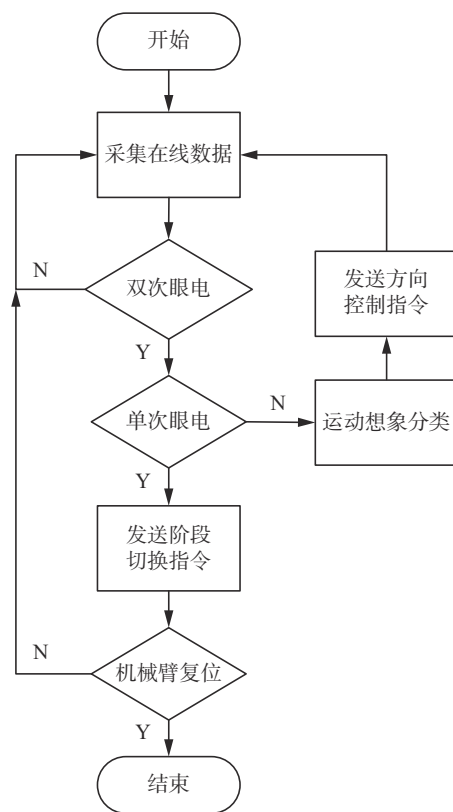 开始
采集在线数据
N
双次眼电
发送方向
控制指令
Y
单次眼电
N
运动想象分类
Y
发送阶段
切换指令
N
机械臂复位
Y
结束